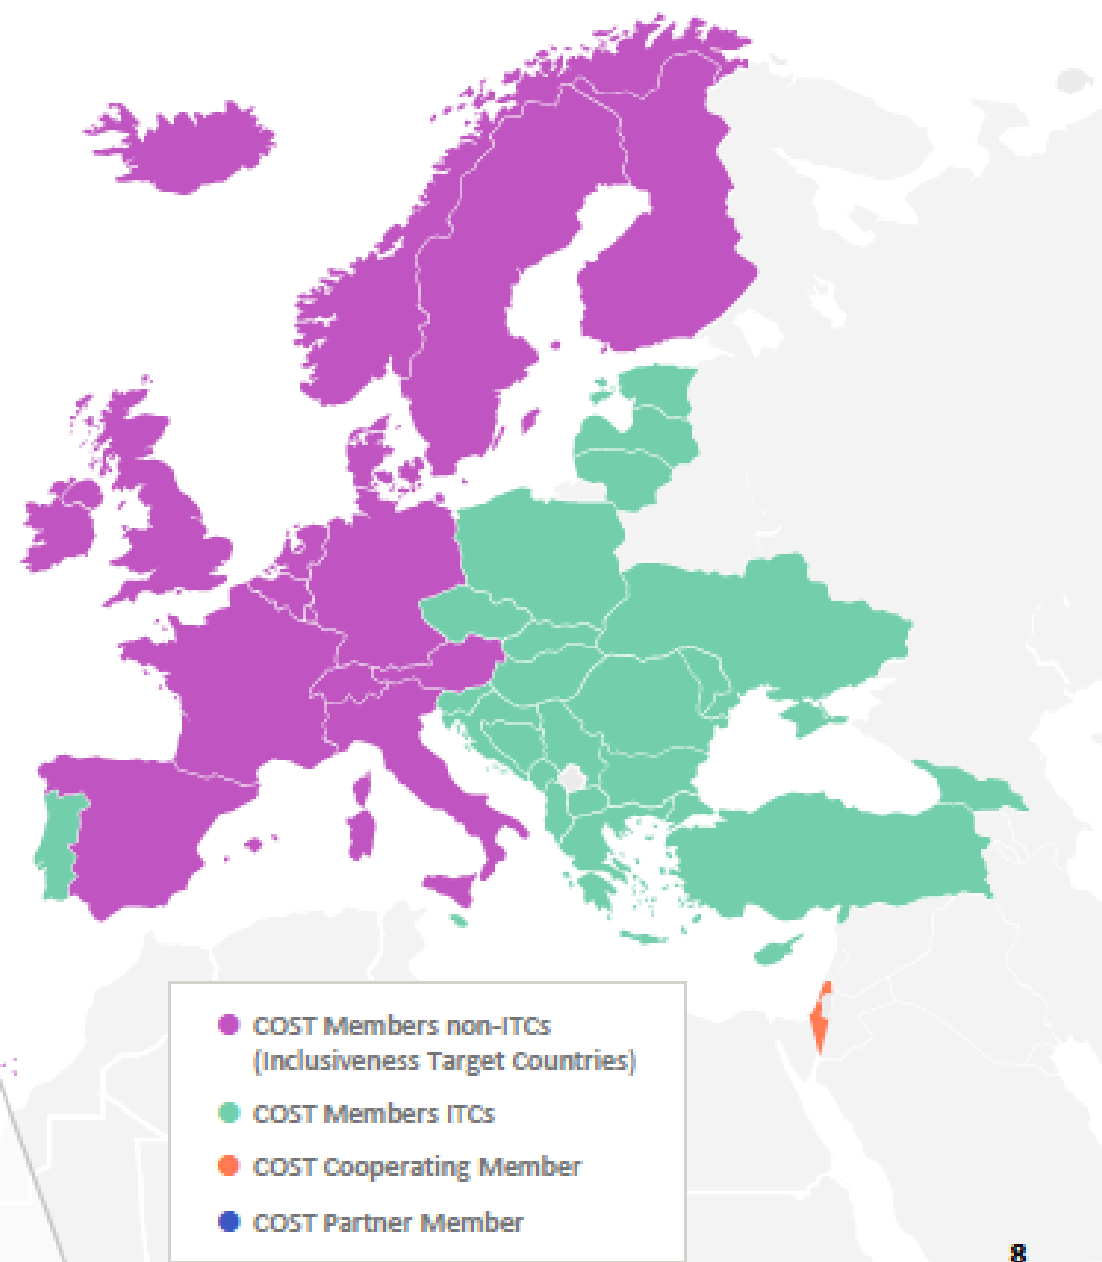 COST Members non-ITCs
(Inclusiveness Target Countries)
COST Members ITCs
COST Cooperating Member
COST Partner Member
8